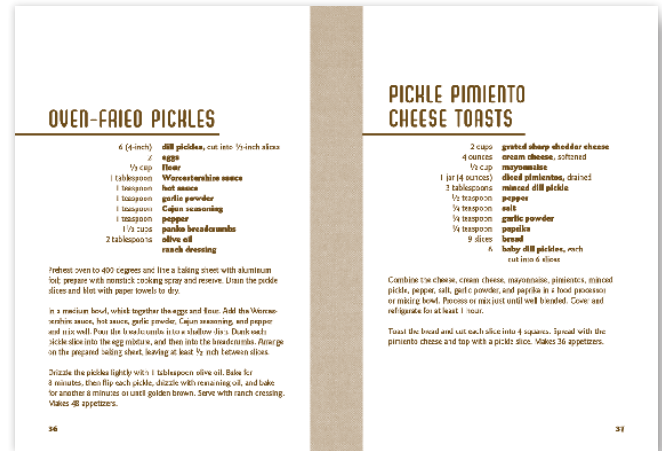 OVEN-FRIED PICKLES
6 (4-inch) dill pickles, cut into ½-inch slices
2 eggs
⅓ cup flour
1 tablespoon Worcestershire sauce
1 teaspoon hot sauce
1 teaspoon garlic powder
1 teaspoon Cajun seasoning
1 teaspoon pepper
1½ cups panko breadcrumbs
2 tablespoons olive oil
ranch dressing
Preheat oven to 400 degrees and line a baking sheet with aluminum
foil; prepare with nonstick cooking spray and reserve. Drain the pickle
slices and blot with paper towels to dry.
In a medium bowl, whisk together the eggs and flour. Add the Worces-
tershire sauce, hot sauce, garlic powder, Cajun seasoning, and pepper
and mix well. Pour the breadcrumbs into a shallow dish. Dunk each
pickle slice into the egg mixture, and then into the breadcrumbs. Arrange
on the prepared baking sheet, leaving at least ½ inch between slices.
Drizzle the pickles lightly with 1 tablespoon olive oil. Bake for
8 minutes, then flip each pickle, drizzle with remaining oil, and bake
for another 8 minutes or until golden brown. Serve with ranch dressing.
Makes 48 appetizers.
36
PICKLE PIMIENTO
CHEESE TOASTS
2 cups grated sharp cheddar cheese
4 ounces cream cheese, softened
½ cup mayonnaise
1 jar (4 ounces) diced pimientos, drained
3 tablespoons minced dill pickle
½ teaspoon pepper
¼ teaspoon salt
¼ teaspoon garlic powder
¼ teaspoon paprika
9 slices bread
6 baby dill pickles, each
cut into 6 slices
Combine the cheese, cream cheese, mayonnaise, pimientos, minced
pickle, pepper, salt, garlic powder, and paprika in a food processor
or mixing bowl. Process or mix just until well blended. Cover and
refrigerate for at least 1 hour.
Toast the bread and cut each slice into 4 squares. Spread with the
pimiento cheese and top with a pickle slice. Makes 36 appetizers.
37